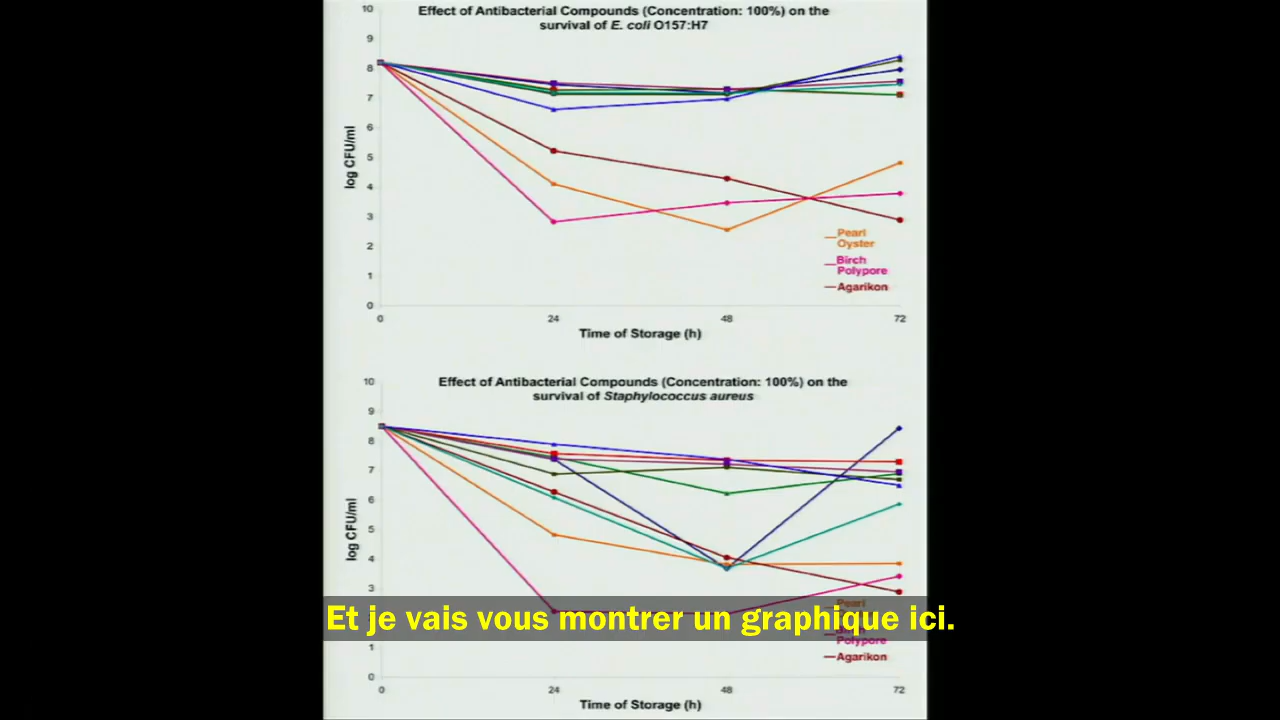 Effect of Antibacterial Compounds (Concentration: 100%) on the
survival of E. coli O157:H7
10
9
8
7
6
5
4
3
2
1
0
log CFU/ml
0
24
48
72
Time of Storage (h)
Pearl
Oyster
Birch
Polypore
Agarikon
Effect of Antibacterial Compounds (Concentration: 100%) on the
survival of Staphylococcus aureus
10
9
8
7
6
5
4
3
1
0
log CFU/ml
0
24
48
72
Time of Storage (h)
Pearl
Polypore
Agarikon
Et je vais vous montrer un graphique ici.